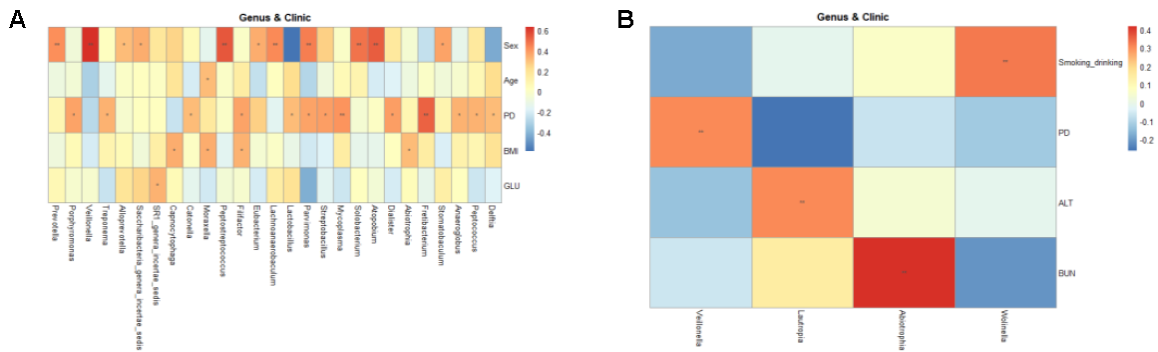 A
Genus & Clinic
Sex
Age
PD
BMI
GLU
0.6
0.4
0.2
0
-0.2
-0.4
Prevotella
Porphyromonas
Veillonella
Treponema
Alloprevotella
Saccharibacteria_genera_incertae_sedis
SR1_genera_incertae_sedis
Capnocytophaga
Catonella
Moraxella
Peptostreptococcus
Filifactor
Eubacterium
Lachnoanaerobaculum
Lactobacillus
Parvimonas
Streptobacillus
Mycoplasma
Solobacterium
Atopobium
Dialister
Abiotrophia
Fretibacterium
Stomatobaculum
Anaeroglobus
Peptococcus
Delftia
B
Genus & Clinic
Smoking_drinking
PD
ALT
BUN
0.4
0.3
0.2
0.1
0
-0.1
-0.2
Veillonella
Lautropia
Abiotrophia
Wolinella